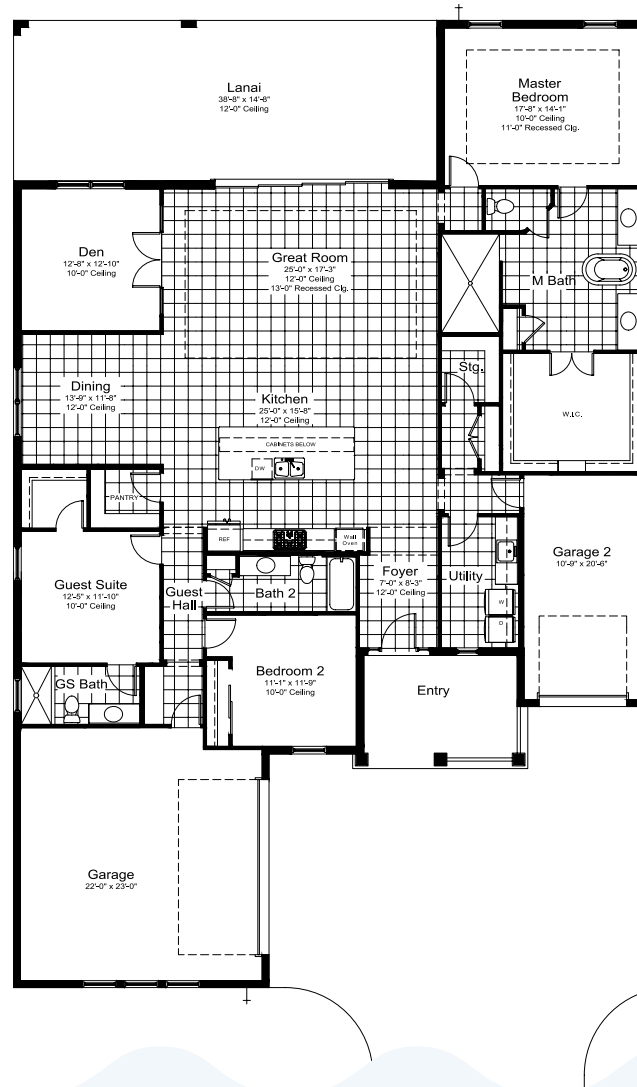 Lanai
38'-8" x 14'-8"
12'-0" Ceiling
Master
Bedroom
17'-8" x 14'-1"
10'-0" Ceiling
11'-0" Recessed Clg.
Den
12'-8" x 12'-10"
10'-0" Ceiling
Great Room
25'-0" x 17'-3"
12'-0" Ceiling
13'-0" Recessed Clg.
M Bath
Stg.
Dining
13'-9" x 11'-8"
12'-0" Ceiling
Kitchen
25'-0" x 15'-8"
12'-0" Ceiling
W.I.C.
CABINETS BELOW
DW
PANTRY
REF
Wall
Oven
Guest Suite
12'-5" x 11'-10"
10'-0" Ceiling
Guest
Hall
Bath 2
Foyer
7'-0" x 8'-3"
12'-0" Ceiling
Utility
W
D
Garage 2
10'-9" x 20'-6"
GS Bath
Bedroom 2
11'-1" x 11'-9"
10'-0" Ceiling
Entry
Garage
22'-0" x 23'-0"